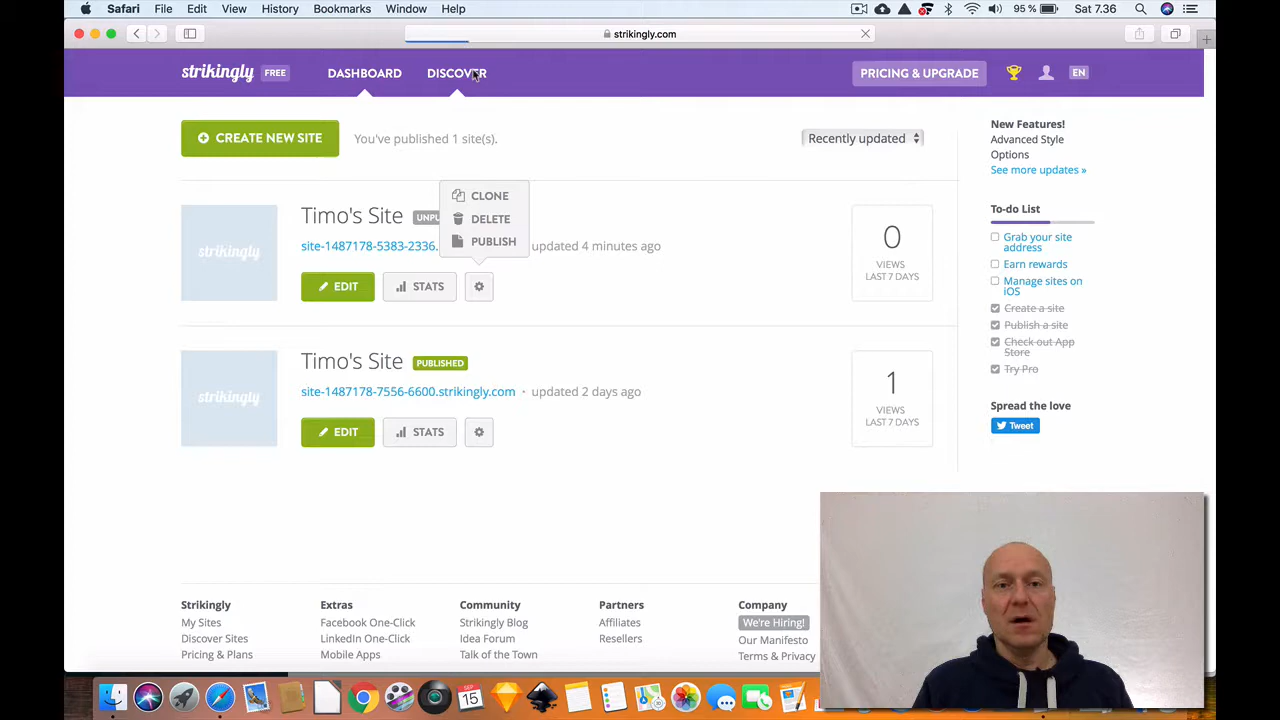 Safari File Edit View History Bookmarks Window Help 95 % Sat 7.36
strikingly.com
strikingly FREE DASHBOARD DISCOVER PRICING & UPGRADE EN
CREATE NEW SITE You've published 1 site(s). Recently updated
New Features!
Advanced Style
Options
See more updates »
CLONE
DELETE
PUBLISH
Timo's Site UNPU
site-1487178-5383-2336. updated 4 minutes ago
EDIT STATS
0
VIEWS
LAST 7 DAYS
To-do List
Grab your site
address
Earn rewards
Manage sites on
iOS
Create a site
Publish a site
Check out App
Store
Try Pro
Timo's Site PUBLISHED
site-1487178-7556-6600.strikingly.com · updated 2 days ago
EDIT STATS
1
VIEWS
LAST 7 DAYS
Spread the love
Tweet
strikingly
strikingly
Strikingly
My Sites
Discover Sites
Pricing & Plans
Extras
Facebook One-Click
LinkedIn One-Click
Mobile Apps
Community
Strikingly Blog
Idea Forum
Talk of the Town
Partners
Affiliates
Resellers
Company
We're Hiring!
Our Manifesto
Terms & Privacy
SEP
15